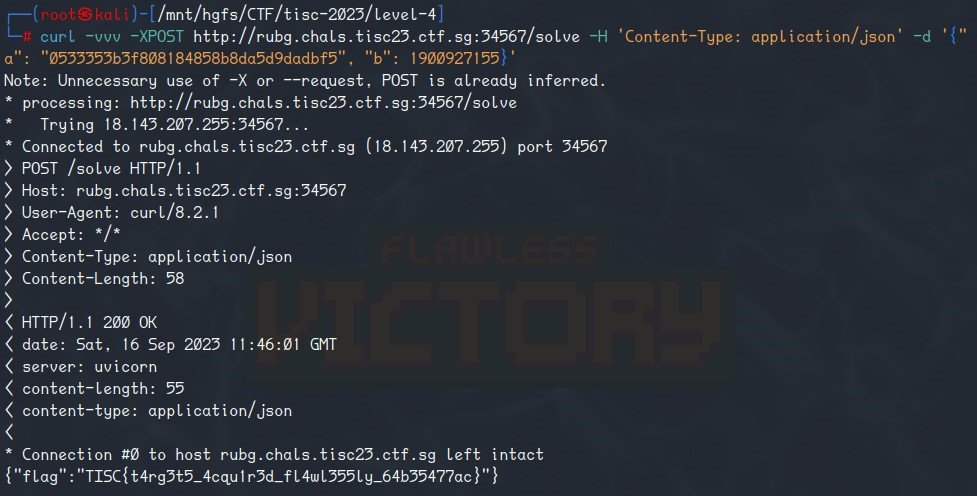 ┌──(root㉿kali)-[/mnt/hgfs/CTF/tisc-2023/level-4]
└─# curl -vvv -XPOST http://rubg.chals.tisc23.ctf.sg:34567/solve -H 'Content-Type: application/json' -d '{"
a": "0533353b3f808184858b8da5d9dadbf5", "b": 1900927155}'
Note: Unnecessary use of -X or --request, POST is already inferred.
* processing: http://rubg.chals.tisc23.ctf.sg:34567/solve
*   Trying 18.143.207.255:34567...
* Connected to rubg.chals.tisc23.ctf.sg (18.143.207.255) port 34567
> POST /solve HTTP/1.1
> Host: rubg.chals.tisc23.ctf.sg:34567
> User-Agent: curl/8.2.1
> Accept: */*
> Content-Type: application/json
> Content-Length: 58
>
< HTTP/1.1 200 OK
< date: Sat, 16 Sep 2023 11:46:01 GMT
< server: uvicorn
< content-length: 55
< content-type: application/json
<
* Connection #0 to host rubg.chals.tisc23.ctf.sg left intact
{"flag":"TISC{t4rg3t5_4cqu1r3d_fl4wl355ly_64b35477ac}"}
FLAWLESS
VICTORY